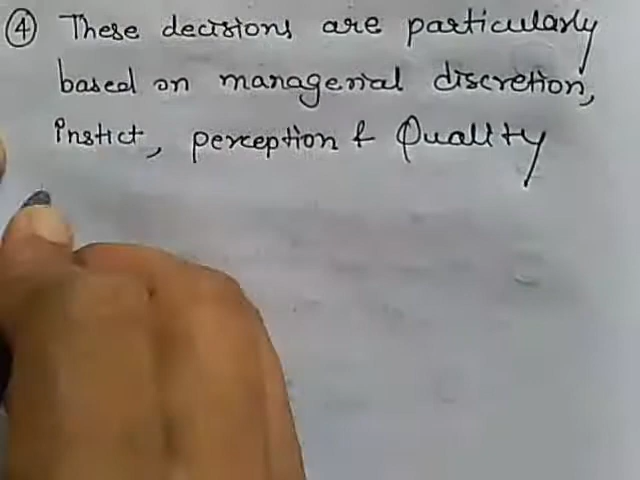 ④ These decisions are particularly
based on managerial discretion,
instict, perception & Quality